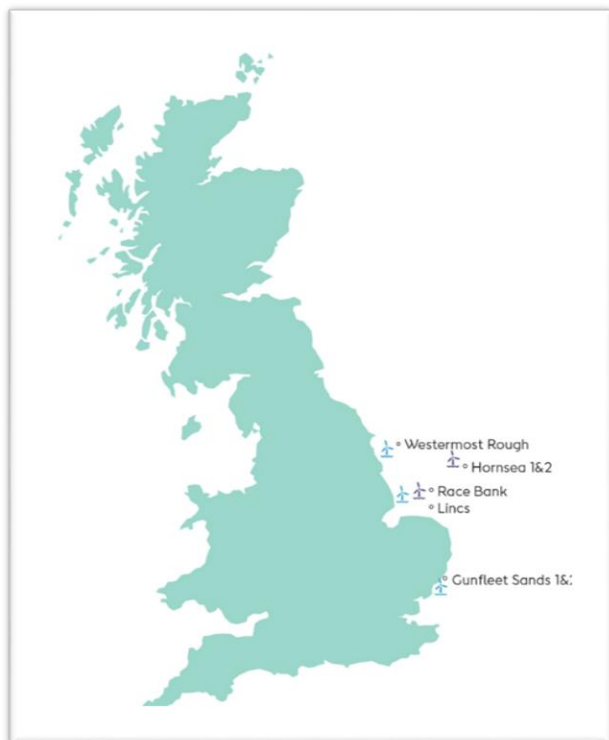 Westermost Rough
Hornsea 1&2
Race Bank
Lincs
Gunfleet Sands 1&